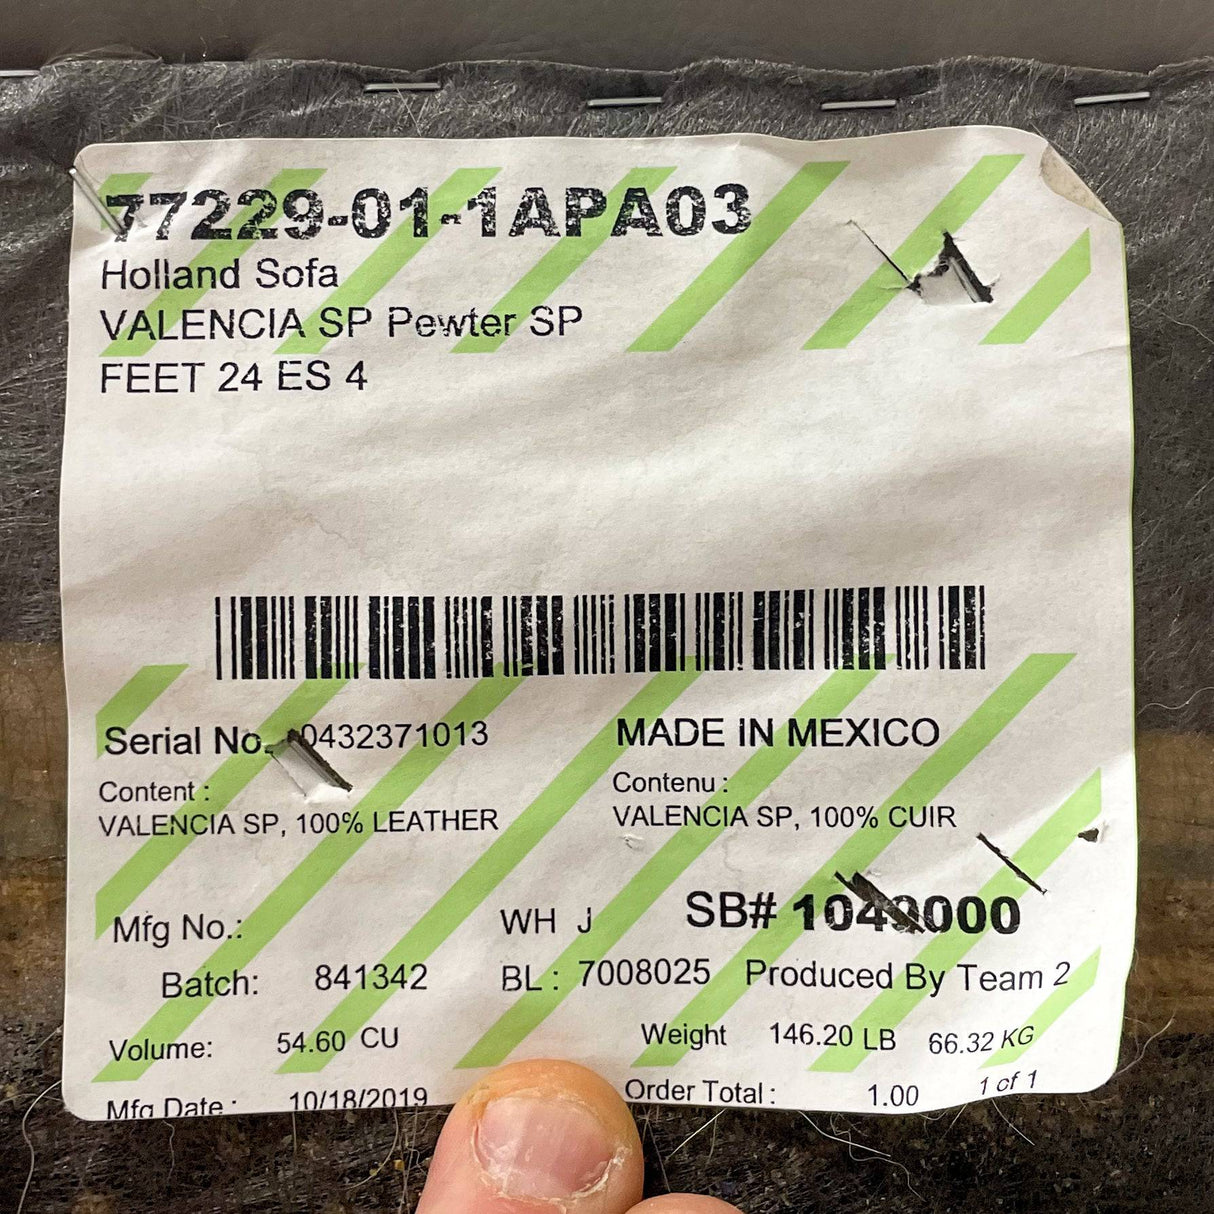 77229-01-1APA03
Holland Sofa
VALENCIA SP Pewter SP
FEET 24 ES 4
Serial No. 0432371013
MADE IN MEXICO
Content :
VALENCIA SP, 100% LEATHER
Contenu :
VALENCIA SP, 100% CUIR
Mfg No.:
WH J
SB#
Batch: 841342
BL : 7008025
Produced By Team 2
Volume: 54.60 CU
Weight 146.20 LB 66.32 KG
Mfg Date : 10/18/2019
Order Total : 1.00
1 of 1